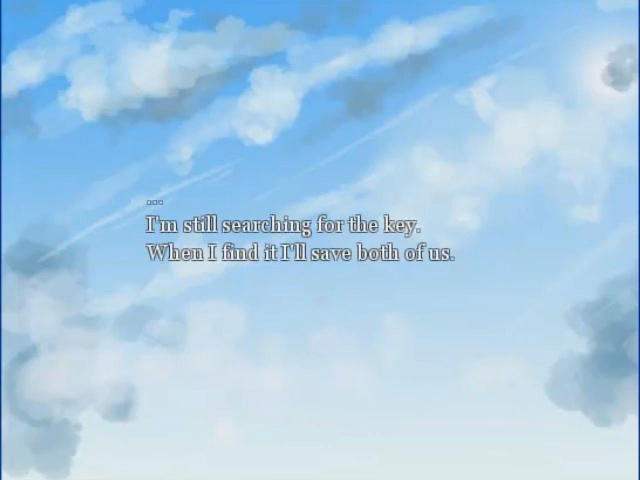 ...
I'm still searching for the key.
When I find it I'll save both of us.